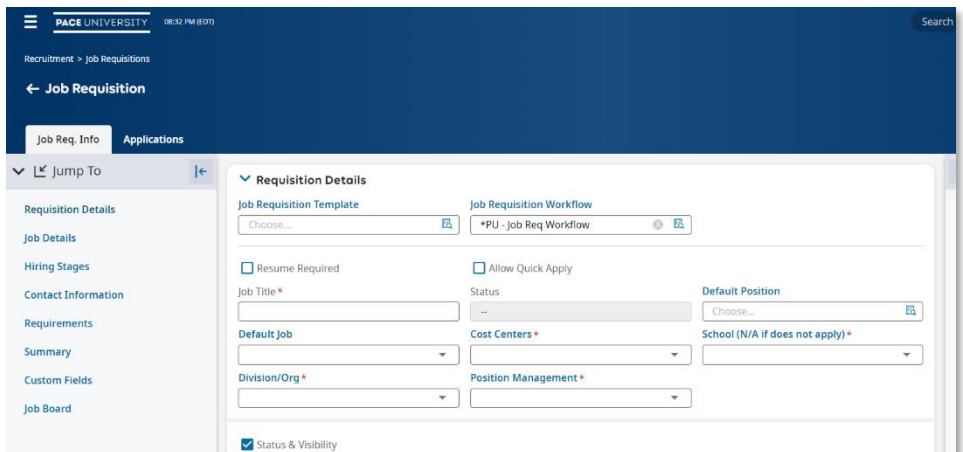 PACE UNIVERSITY 08:32 PM (EDT) Search
Recruitment > Job Requisitions
← Job Requisition
Job Req. Info Applications
Jump To
Requisition Details
Job Details
Hiring Stages
Contact Information
Requirements
Summary
Custom Fields
Job Board
Requisition Details
Job Requisition Template Job Requisition Workflow
Choose... *PU - Job Req Workflow
Resume Required Allow Quick Apply
Job Title * Status Default Position
-- Choose...
Default Job Cost Centers * School (N/A if does not apply) *
Division/Org * Position Management *
Status & Visibility